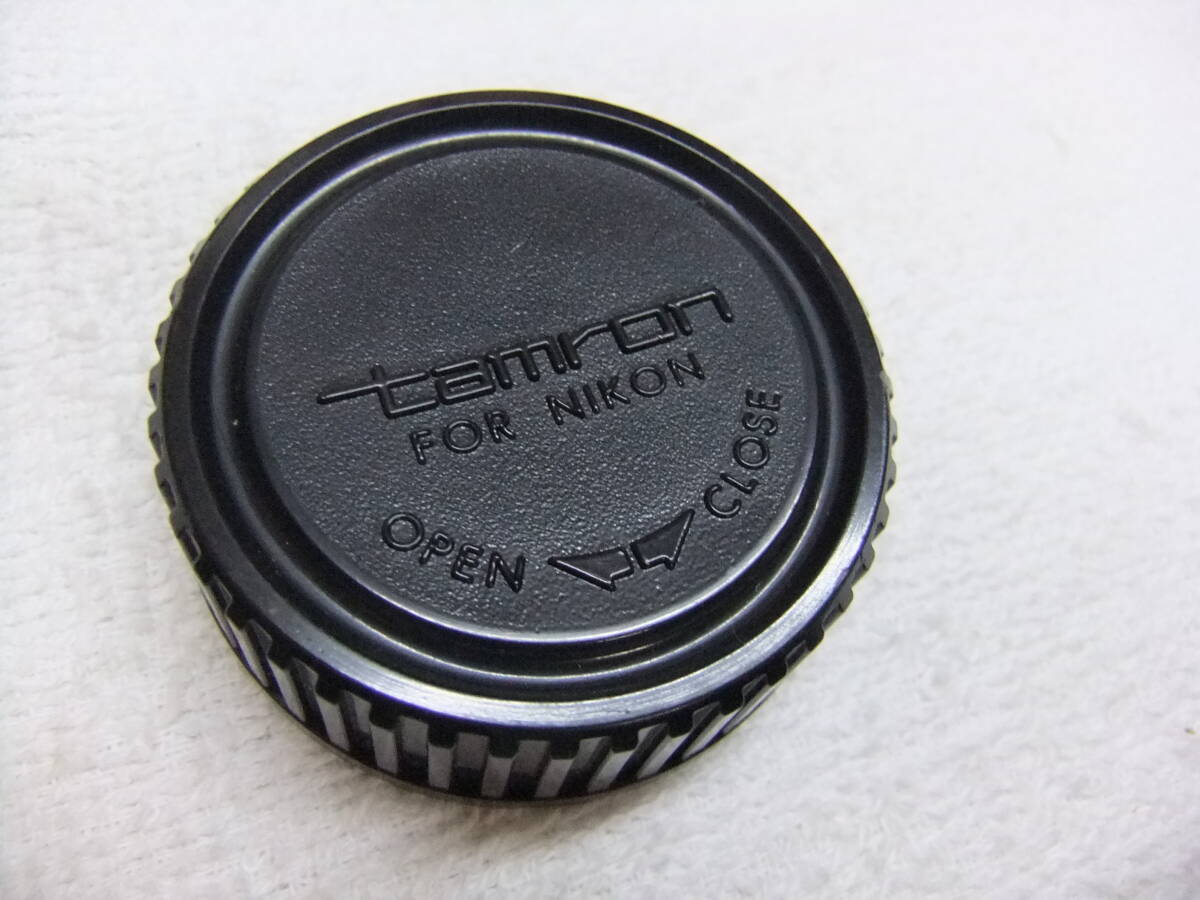 tamron
FOR NIKON
OPEN CLOSE